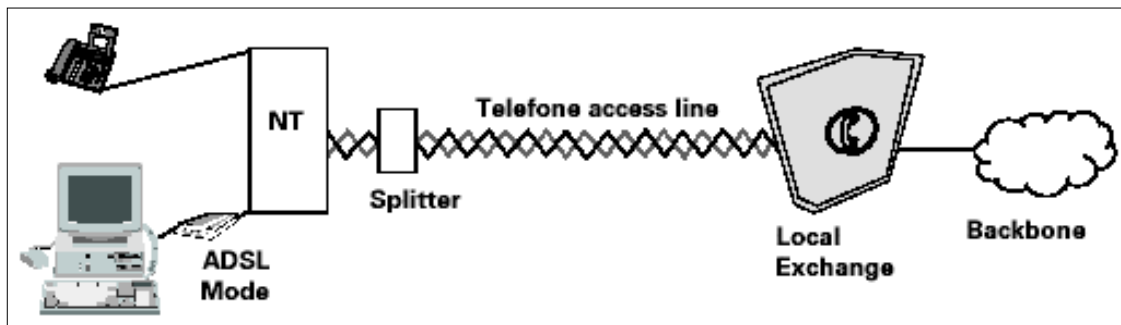 NT
Telefone access line
Splitter
ADSL
Mode
Local
Exchange
Backbone